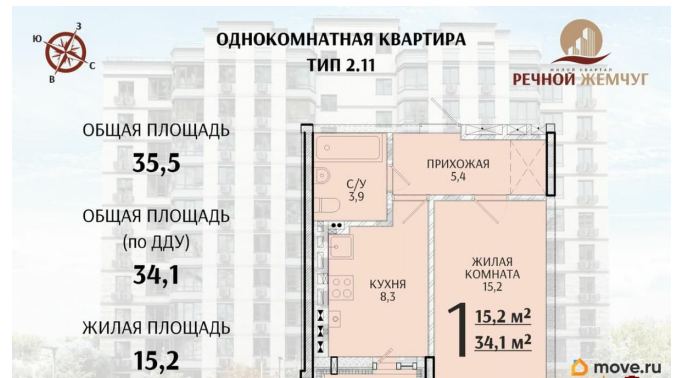 ОДНОКОМНАТНАЯ КВАРТИРА
ТИП 2.11
З
Ю
С
В
ЖИЛОЙ КВАРТАЛ
РЕЧНОЙ ЖЕМЧУГ
ОБЩАЯ ПЛОЩАДЬ
35,5
ОБЩАЯ ПЛОЩАДЬ
(по ДДУ)
34,1
ЖИЛАЯ ПЛОЩАДЬ
15,2
ПРИХОЖАЯ
5,4
С/У
3,9
КУХНЯ
8,3
ЖИЛАЯ
КОМНАТА
15,2
1
15,2 м²
34,1 м²
move.ru